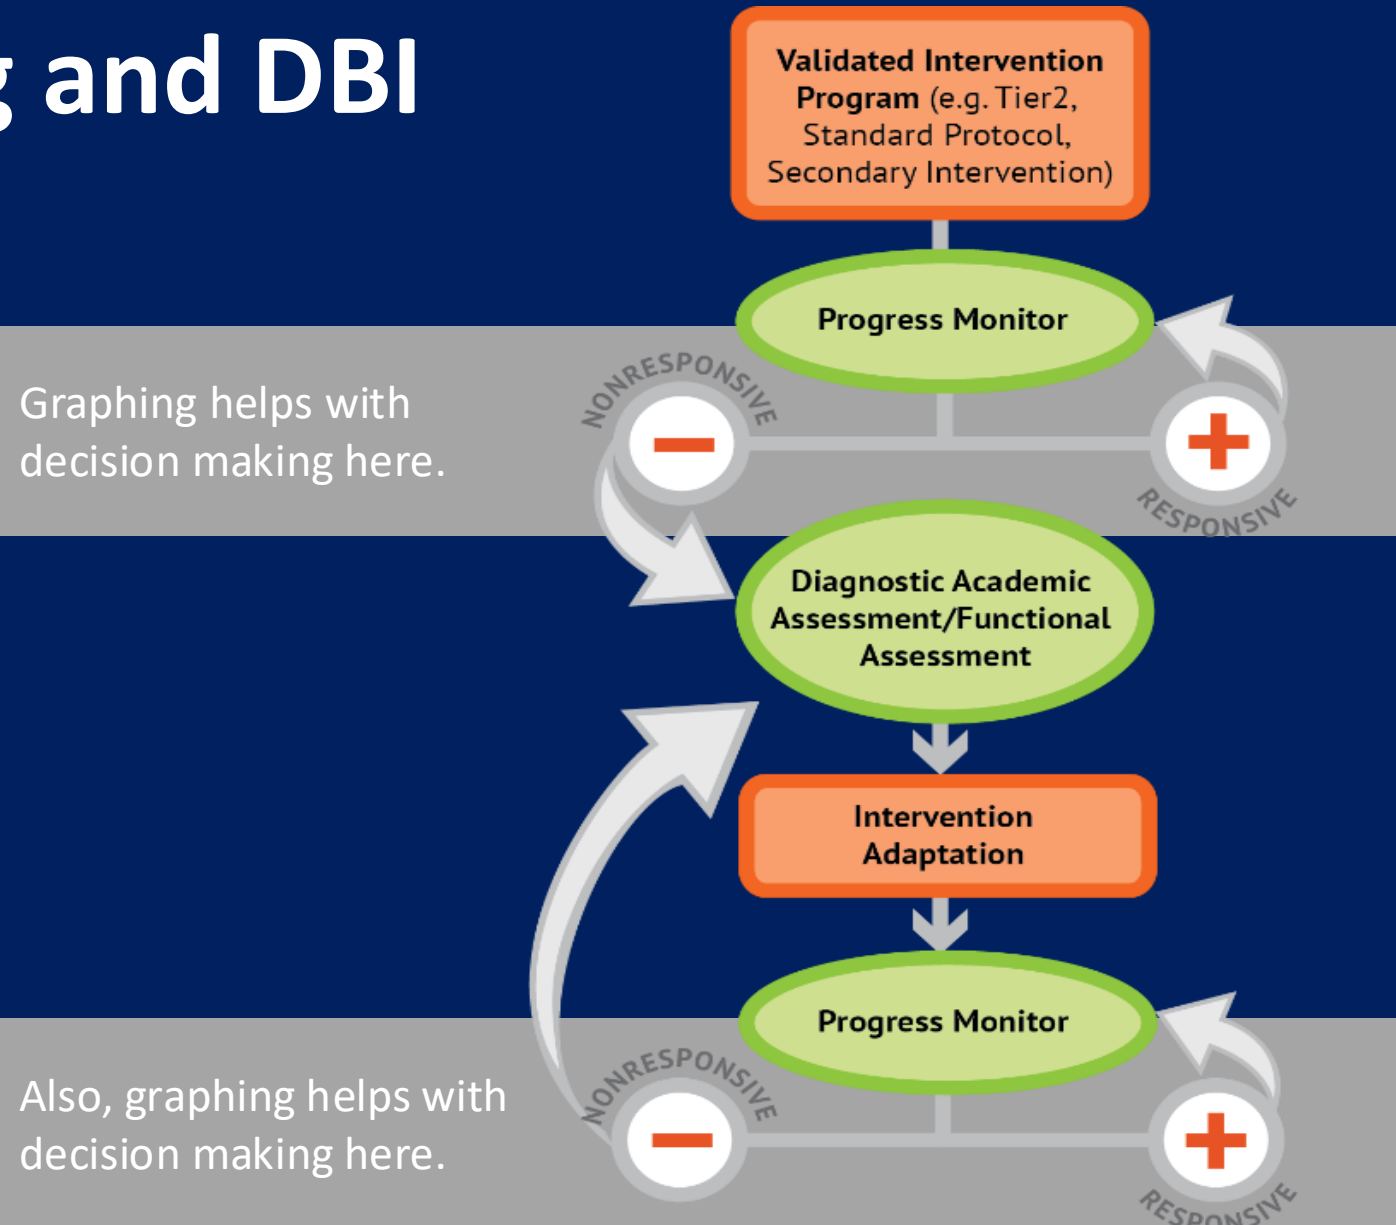 g and DBI
Validated Intervention
Program (e.g. Tier2,
Standard Protocol,
Secondary Intervention)
Progress Monitor
Graphing helps with
decision making here.
NONRESPONSIVE
RESPONSIVE
Diagnostic Academic
Assessment/Functional
Assessment
Intervention
Adaptation
Progress Monitor
Also, graphing helps with
decision making here.
NONRESPONSIVE
RESPONSIVE